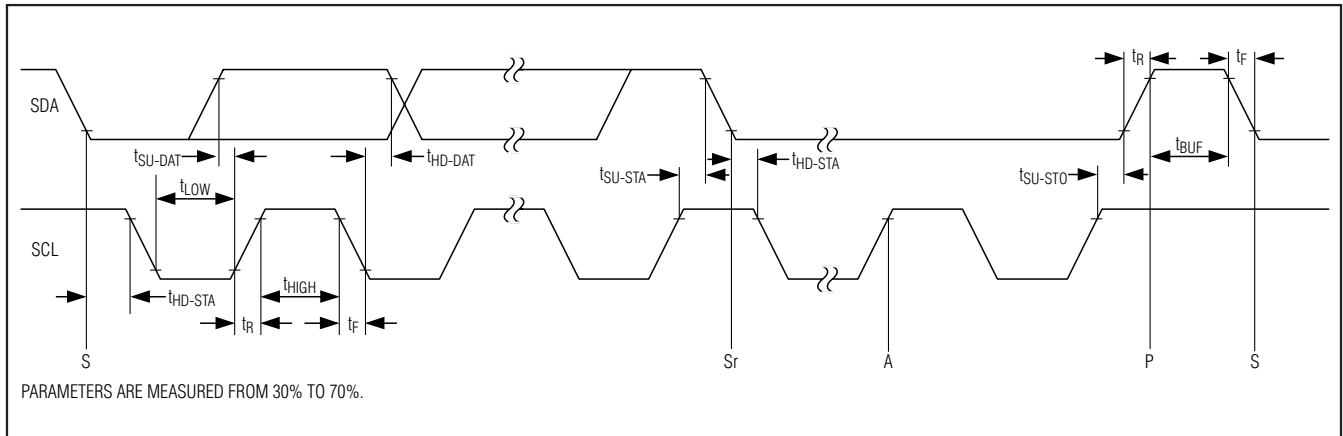 tR
tF
SDA
tSU-DAT
tHD-DAT
tSU-STA
tHD-STA
tBUF
tSU-STO
tLOW
SCL
tHD-STA
tHIGH
tR
tF
S
Sr
A
P
S
PARAMETERS ARE MEASURED FROM 30% TO 70%.